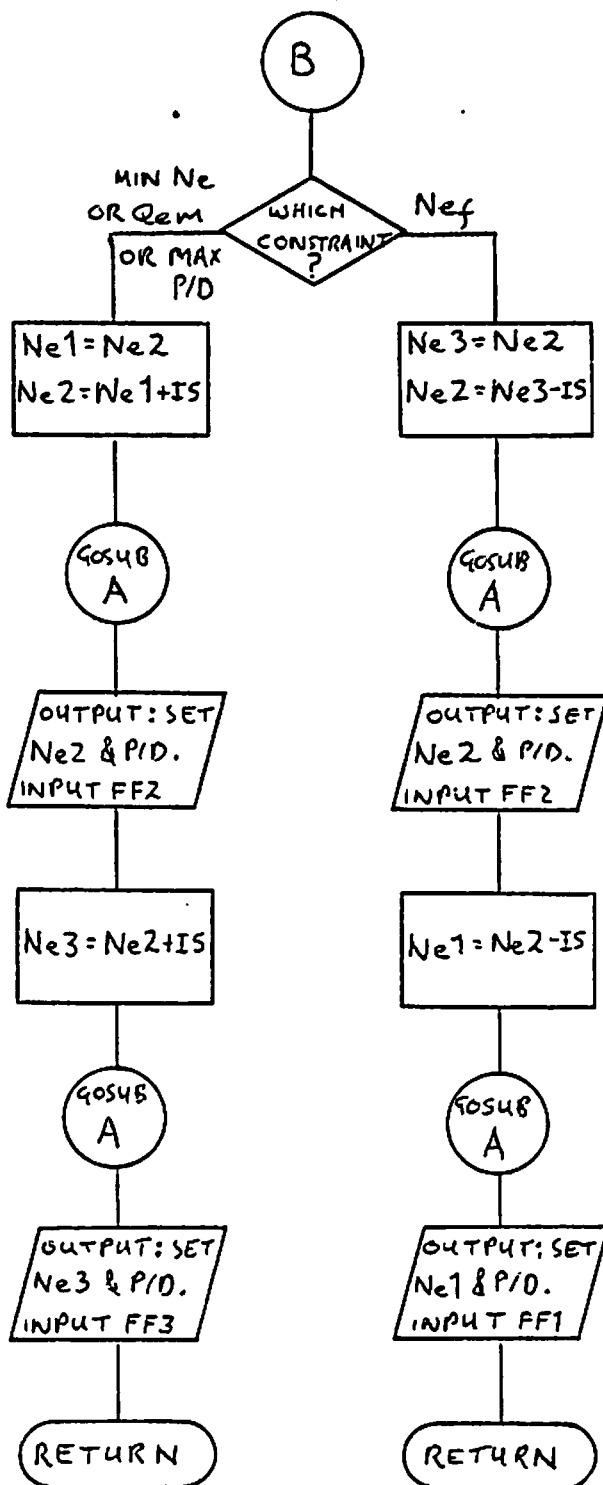 B
MIN Ne
OR Qem
OR MAX
P/D
WHICH
CONSTRAINT
?
Nef
Ne1=Ne2
Ne2=Ne1+IS
GOSUB
A
OUTPUT: SET
Ne2 & P/D.
INPUT FF2
Ne3=Ne2+IS
GOSUB
A
OUTPUT: SET
Ne3 & P/D.
INPUT FF3
RETURN
Ne3=Ne2
Ne2=Ne3-IS
GOSUB
A
OUTPUT: SET
Ne2 & P/D.
INPUT FF2
Ne1=Ne2-IS
GOSUB
A
OUTPUT: SET
Ne1 & P/D.
INPUT FF1
RETURN